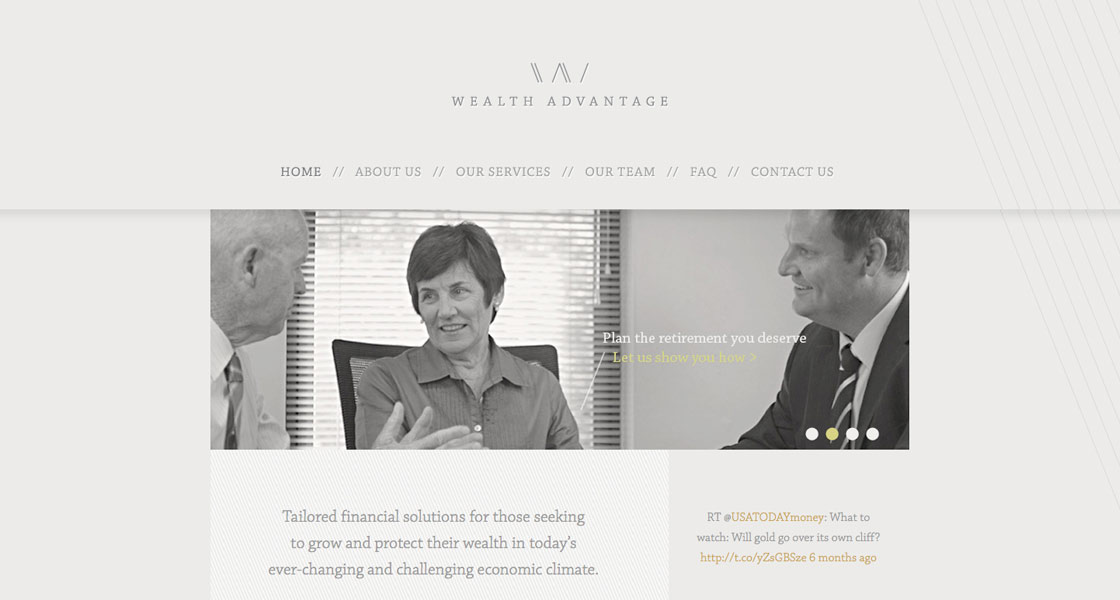 WEALTH ADVANTAGE
HOME // ABOUT US // OUR SERVICES // OUR TEAM // FAQ // CONTACT US
Plan the retirement you deserve
Let us show you how >
Tailored financial solutions for those seeking
to grow and protect their wealth in today's
ever-changing and challenging economic climate.
RT @USATODAYmoney: What to
watch: Will gold go over its own cliff?
http://t.co/yZsGBSze 6 months ago